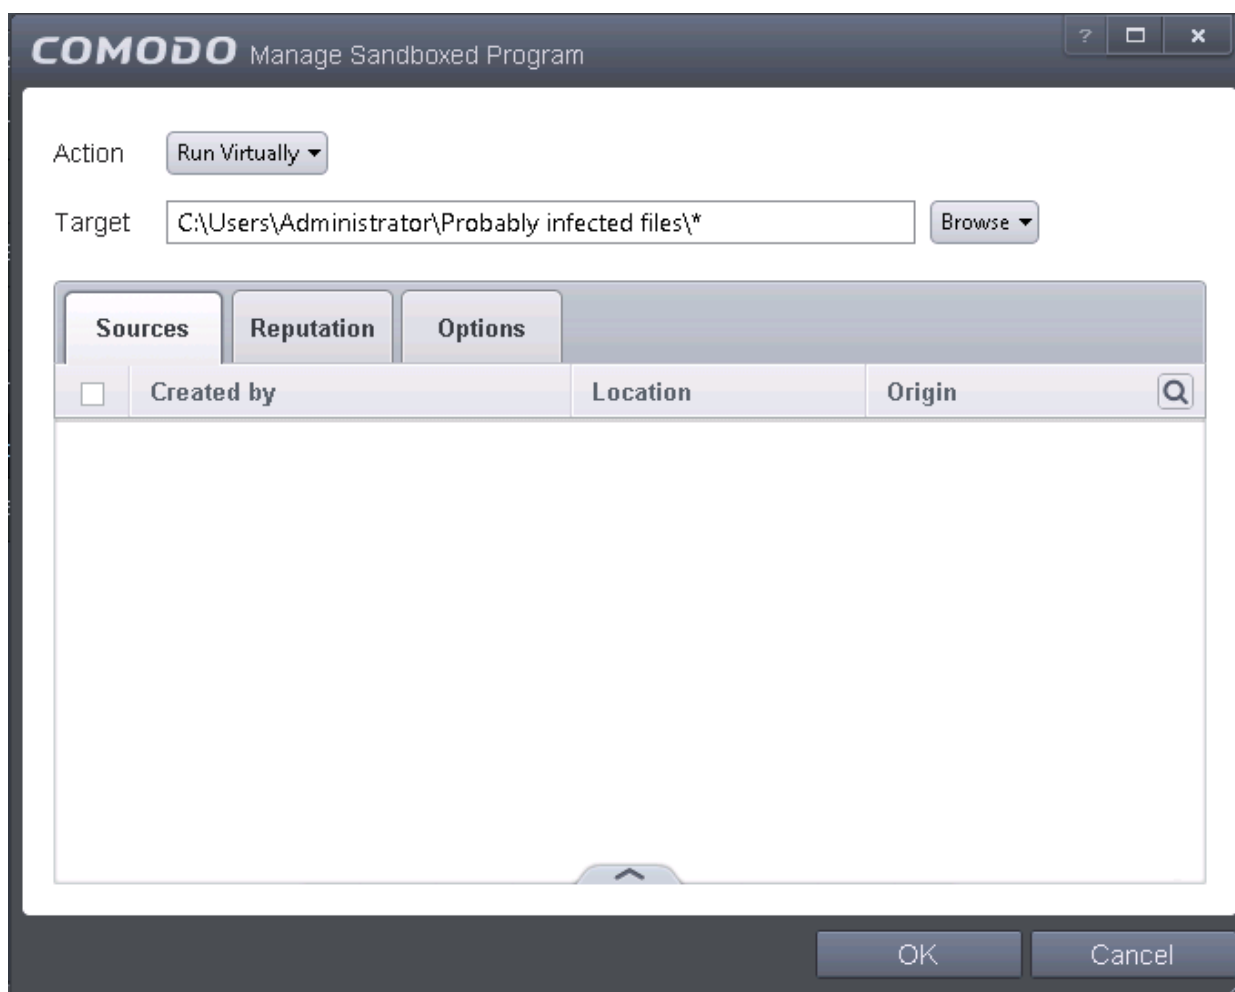 COMODO Manage Sandboxed Program ?
Action Run Virtually
Target C:\Users\Administrator\Probably infected files\* Browse
Sources Reputation Options
Created by Location Origin
OK Cancel